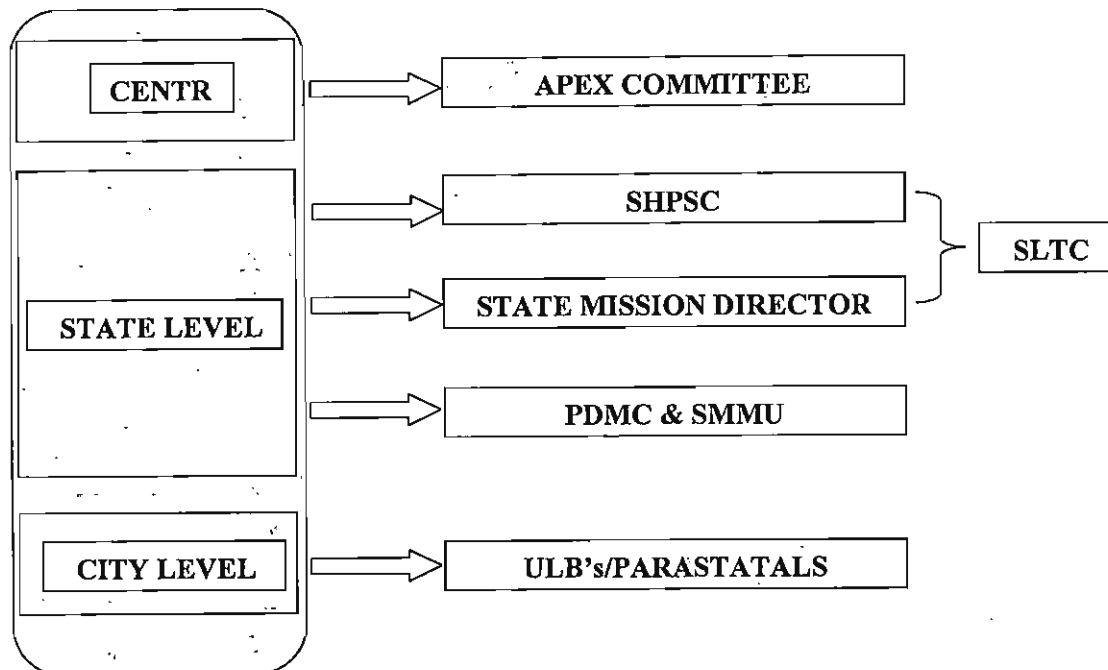 CENTR
APEX COMMITTEE
SHPSC
SLTC
STATE LEVEL
STATE MISSION DIRECTOR
PDMC & SMMU
CITY LEVEL
ULB's/PARASTATALS